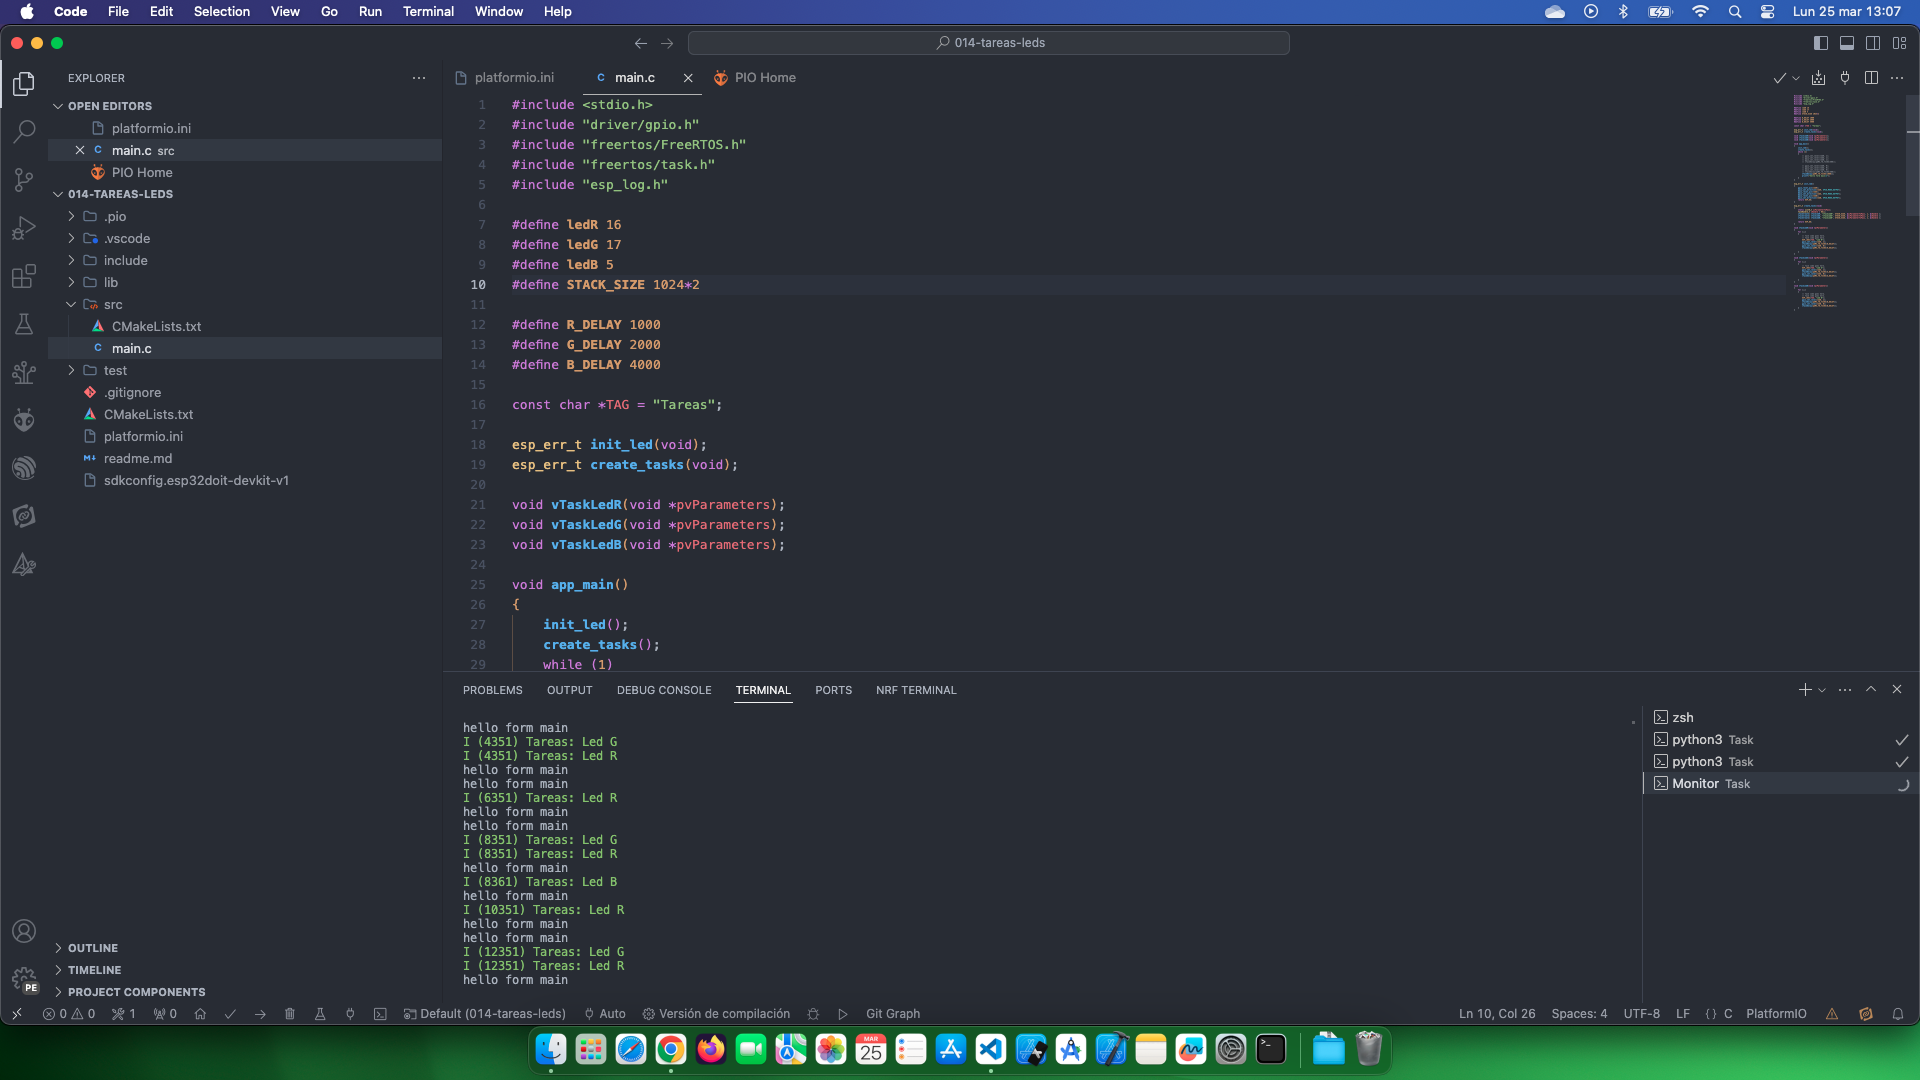 Code File Edit Selection View Go Run Terminal Window Help
Lun 25 mar 13:07
014-tareas-leds
EXPLORER
OPEN EDITORS
platformio.ini
main.c src
PIO Home
014-TAREAS-LEDS
.pio
.vscode
include
lib
src
CMakeLists.txt
main.c
test
.gitignore
CMakeLists.txt
platformio.ini
readme.md
sdkconfig.esp32doit-devkit-v1
OUTLINE
TIMELINE
PROJECT COMPONENTS
PE
platformio.ini
main.c
PIO Home
1 #include <stdio.h>
2 #include "driver/gpio.h"
3 #include "freertos/FreeRTOS.h"
4 #include "freertos/task.h"
5 #include "esp_log.h"
6
7 #define ledR 16
8 #define ledG 17
9 #define ledB 5
10 #define STACK_SIZE 1024*2
11
12 #define R_DELAY 1000
13 #define G_DELAY 2000
14 #define B_DELAY 4000
15
16 const char *TAG = "Tareas";
17
18 esp_err_t init_led(void);
19 esp_err_t create_tasks(void);
20
21 void vTaskLedR(void *pvParameters);
22 void vTaskLedG(void *pvParameters);
23 void vTaskLedB(void *pvParameters);
24
25 void app_main()
26 {
27 init_led();
28 create_tasks();
29 while (1)
PROBLEMS OUTPUT DEBUG CONSOLE TERMINAL PORTS NRF TERMINAL
hello form main
I (4351) Tareas: Led G
I (4351) Tareas: Led R
hello form main
hello form main
I (6351) Tareas: Led R
hello form main
hello form main
I (8351) Tareas: Led G
I (8351) Tareas: Led R
hello form main
I (8361) Tareas: Led B
hello form main
I (10351) Tareas: Led R
hello form main
hello form main
I (12351) Tareas: Led G
I (12351) Tareas: Led R
hello form main
zsh
python3 Task
python3 Task
Monitor Task
0 0 1 0 Default (014-tareas-leds) Auto Versión de compilación Git Graph
Ln 10, Col 26 Spaces: 4 UTF-8 LF {} C PlatformIO
MAR
25